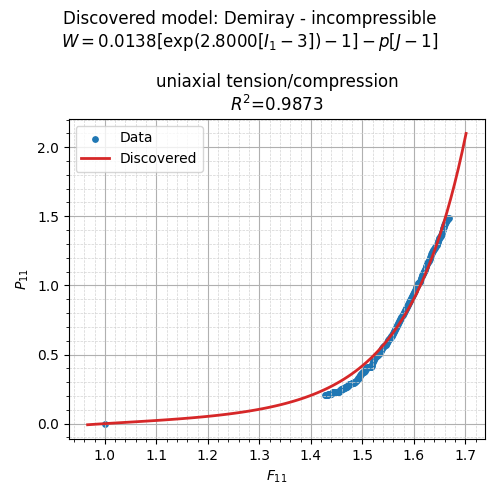 Discovered model: Demiray - incompressible
W = 0.0138[exp(2.8000[I₁ − 3]) − 1] − p[J − 1]
uniaxial tension/compression
R²=0.9873
Data
Discovered
2.0
1.5
1.0
0.5
0.0
P₁₁
1.0 1.1 1.2 1.3 1.4 1.5 1.6 1.7
F₁₁